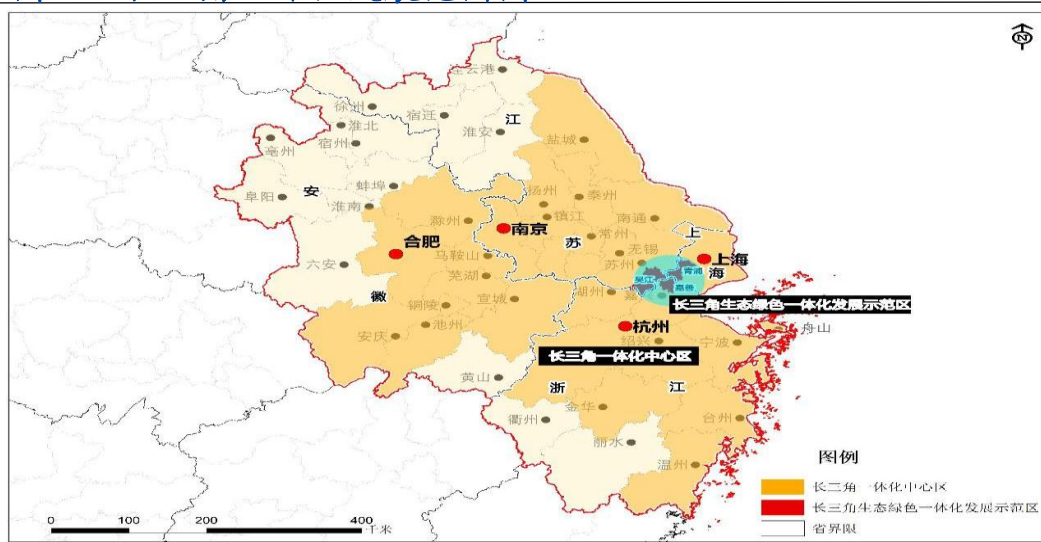 N
连云港
徐州
宿迁
江
淮北
淮安
宿州
亳州
盐城
安
蚌埠
阜阳
扬州
泰州
淮南
滁州
镇江
南通
南京
常州
上
合肥
苏
无锡
马鞍山
上海
六安
苏州
海
青浦
芜湖
吴江
嘉善
徽
湖州
嘉
宣城
铜陵
长三角生态绿色一体化发展示范区
池州
杭州
舟山
安庆
绍兴
宁波
长三角一体化中心区
黄山
浙
江
金华
衢州
台州
丽水
温州
图例
长三角一体化中心区
长三角生态绿色一体化发展示范区
省界限
0 100 200 400
千米